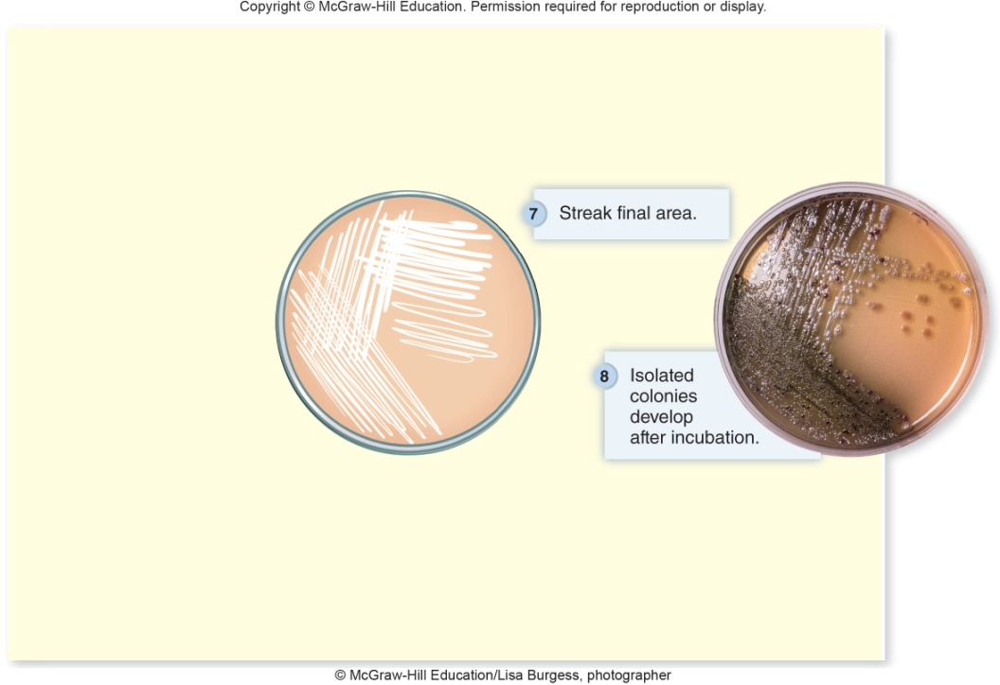 Copyright © McGraw-Hill Education. Permission required for reproduction or display.
7 Streak final area.
8 Isolated
colonies
develop
after incubation.
© McGraw-Hill Education/Lisa Burgess, photographer